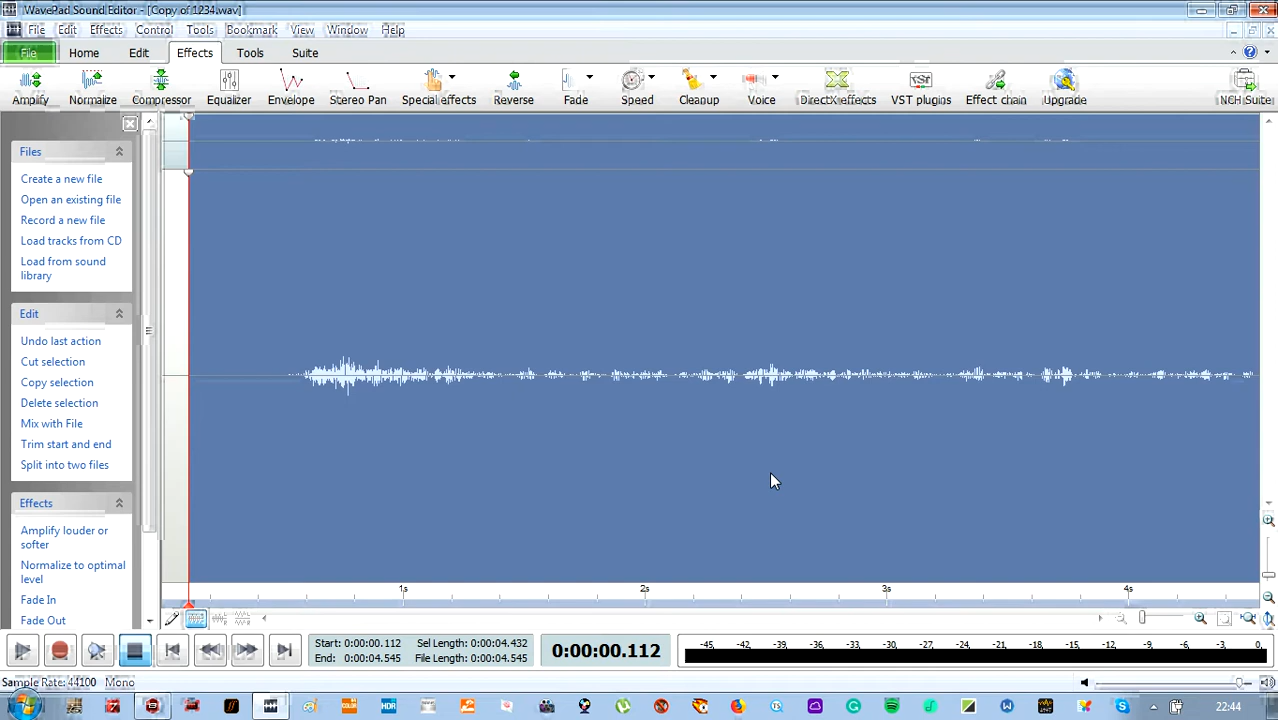 WavePad Sound Editor - [Copy of 1234.wav]
File Edit Effects Control Tools Bookmark View Window Help
File Home Edit Effects Tools Suite
Amplify Normalize Compressor Equalizer Envelope Stereo Pan Special effects Reverse Fade Speed Cleanup Voice DirectX effects VST plugins Effect chain Upgrade NCH Suite
Files
Create a new file
Open an existing file
Record a new file
Load tracks from CD
Load from sound
library
Edit
Undo last action
Cut selection
Copy selection
Delete selection
Mix with File
Trim start and end
Split into two files
Effects
Amplify louder or
softer
Normalize to optimal
level
Fade In
Fade Out
1s 2s 3s 4s
Start: 0:00:00.112 Sel Length: 0:00:04.432
End: 0:00:04.545 File Length: 0:00:04.545
0:00:00.112
-45, -42, -39, -36, -33, -30, -27, -24, -21, -18, -15, -12, -9, -6, -3, 0,
Sample Rate: 44100 Mono
22:44